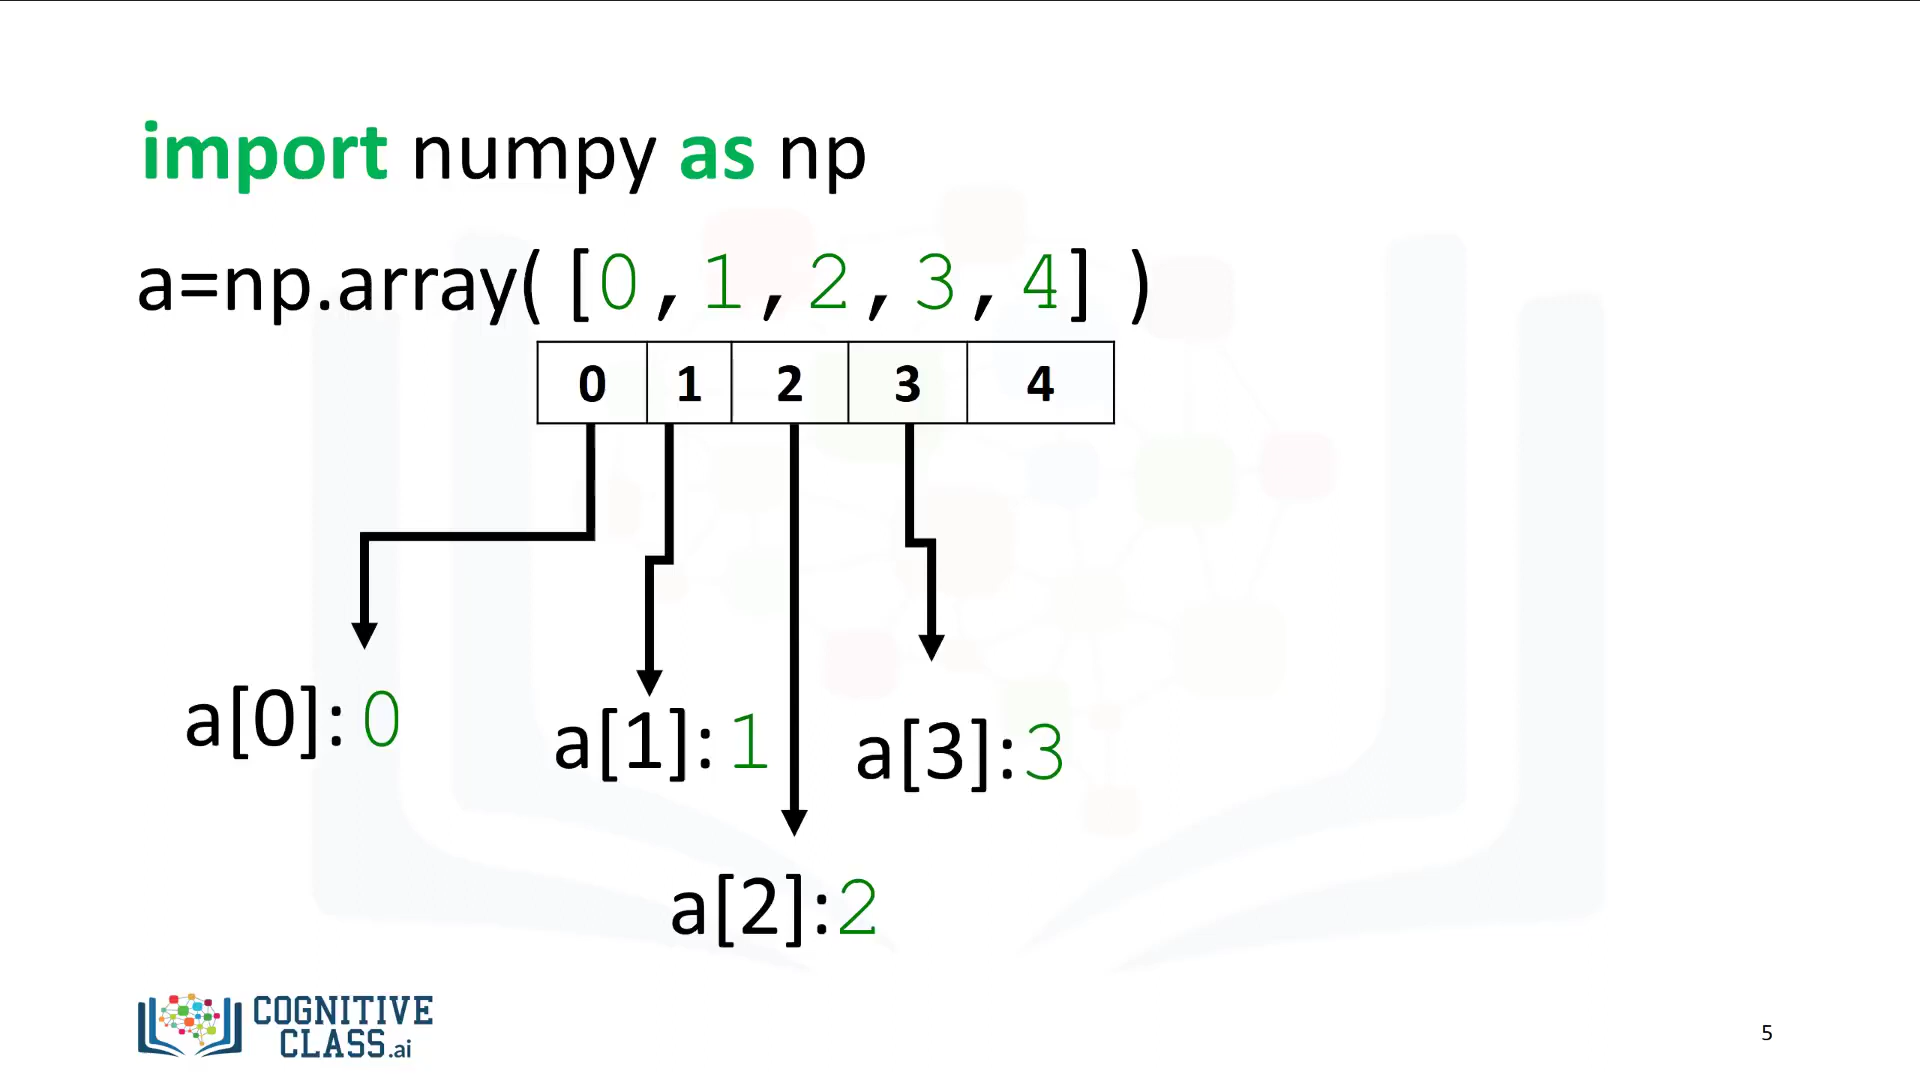 import numpy as np
a=np.array( [0,1,2,3,4] )
0 1 2 3 4
a[0]:0
a[1]:1
a[3]:3
a[2]:2
COGNITIVE
CLASS.ai
5